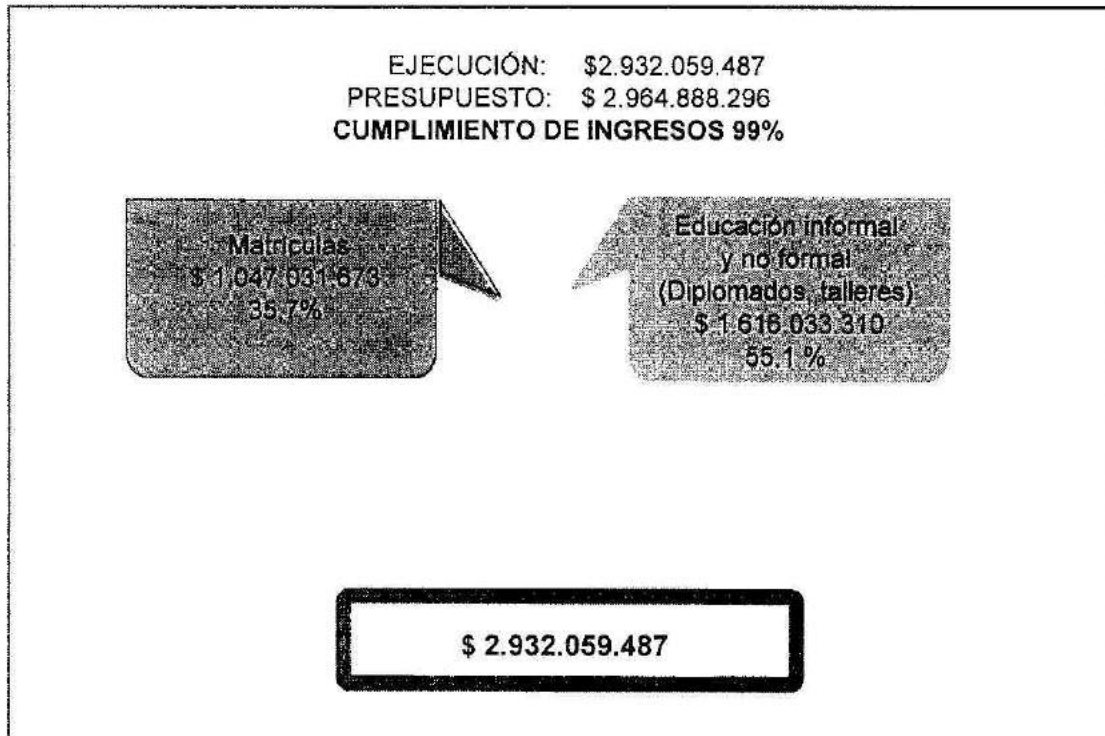 EJECUCIÓN: $2.932.059.487
PRESUPUESTO: $ 2.964.888.296
CUMPLIMIENTO DE INGRESOS 99%
Matriculas
$ 1.047.031.673
35,7%
Educación informal
y no formal
(Diplomados, talleres)
$ 1.616.033.310
55.1 %
$ 2.932.059.487